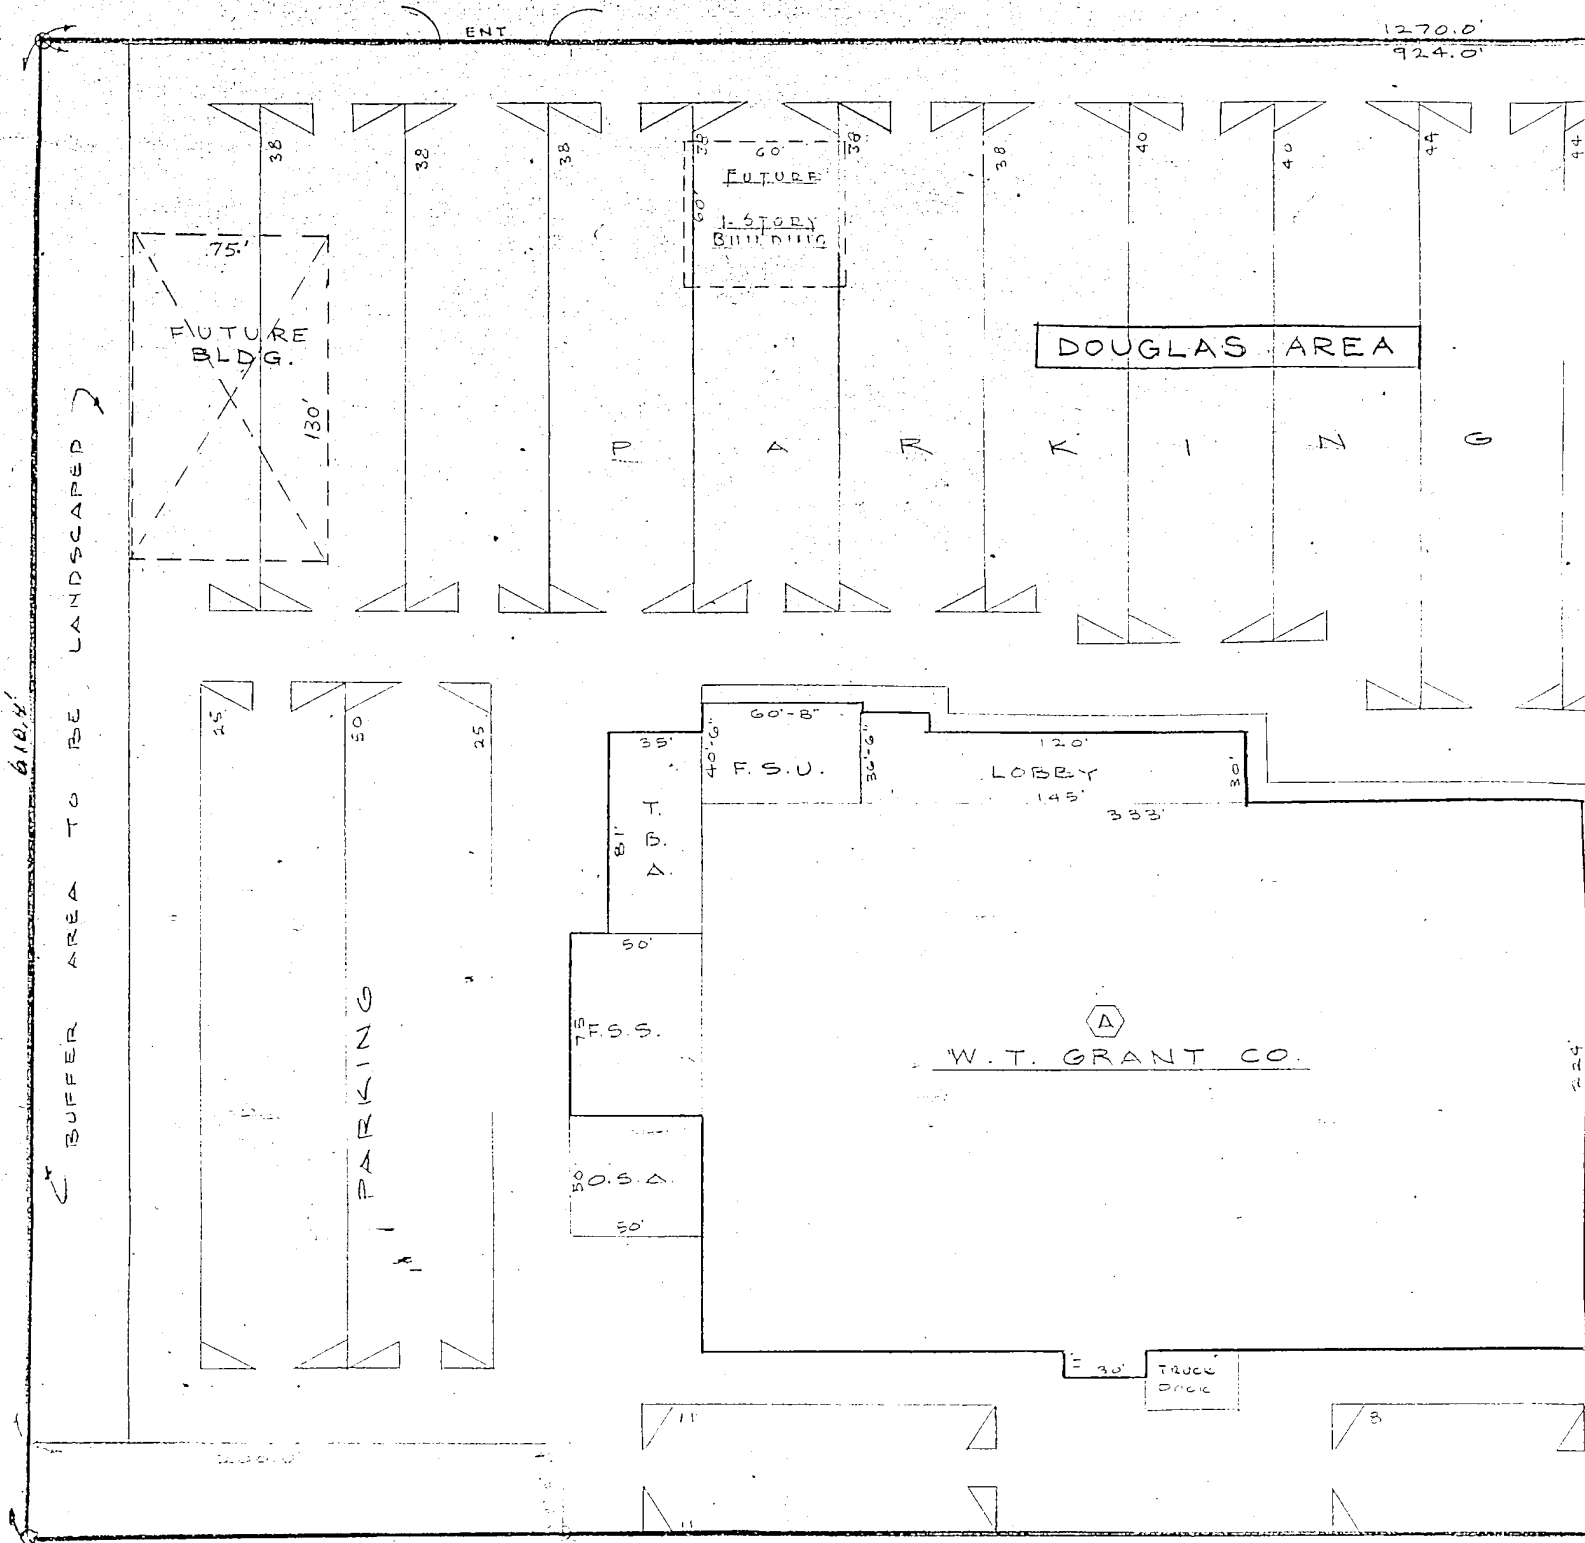 ENT
1270.0'
924.0'
38
38
38
38
38
38
40
40
44
44
60'
60'
FUTURE
1-STORY
BUILDING
75'
130'
FUTURE
BLDG.
DOUGLAS AREA
P A R K I N G
BUFFER AREA TO BE LANDSCAPED
610.4'
25
50
25
PARKING
60'-8"
40'-6"
F.S.U.
36'-6"
35'
81'
T.
B.
A.
120'
LOBBY
30'
145'
333'
50'
75
F.S.S.
50
O.S.A.
50'
A
W.T. GRANT CO.
224'
30'
TRUCK
DOCK
11
11
8